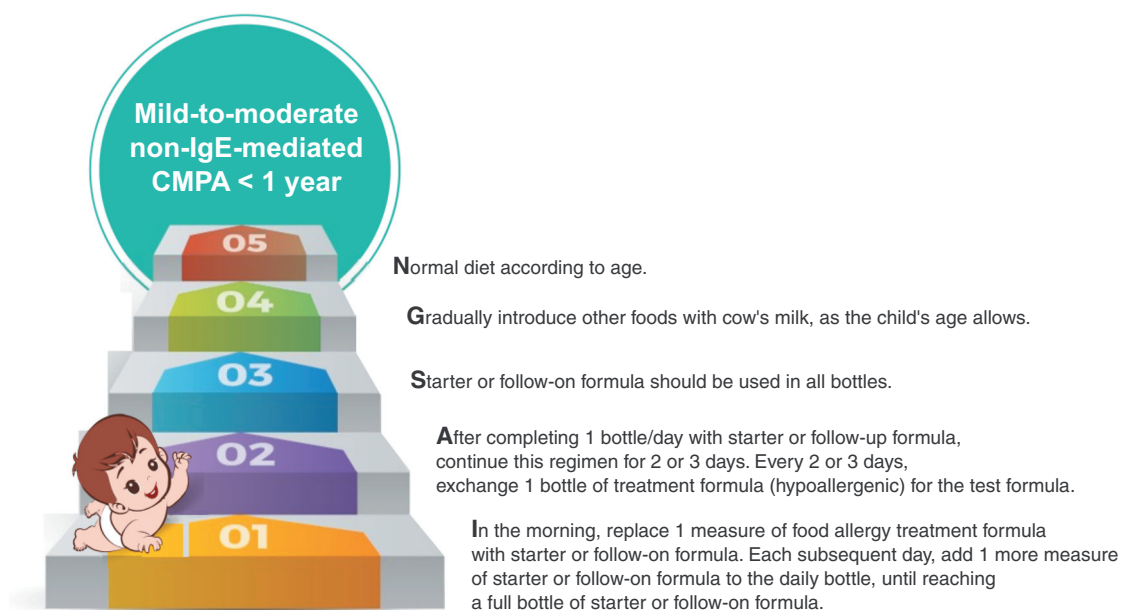 Mild-to-moderate
non-IgE-mediated
CMPA < 1 year
05
Normal diet according to age.
04
Gradually introduce other foods with cow's milk, as the child's age allows.
03
Starter or follow-on formula should be used in all bottles.
02
After completing 1 bottle/day with starter or follow-up formula,
continue this regimen for 2 or 3 days. Every 2 or 3 days,
exchange 1 bottle of treatment formula (hypoallergenic) for the test formula.
01
In the morning, replace 1 measure of food allergy treatment formula
with starter or follow-on formula. Each subsequent day, add 1 more measure
of starter or follow-on formula to the daily bottle, until reaching
a full bottle of starter or follow-on formula.